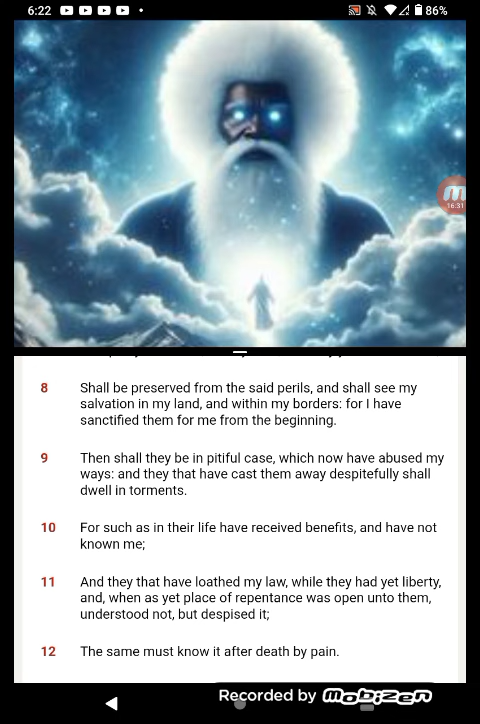 6:22
86%
16:31
8 Shall be preserved from the said perils, and shall see my
salvation in my land, and within my borders: for I have
sanctified them for me from the beginning.
9 Then shall they be in pitiful case, which now have abused my
ways: and they that have cast them away despitefully shall
dwell in torments.
10 For such as in their life have received benefits, and have not
known me;
11 And they that have loathed my law, while they had yet liberty,
and, when as yet place of repentance was open unto them,
understood not, but despised it;
12 The same must know it after death by pain.
Recorded by Mobizen